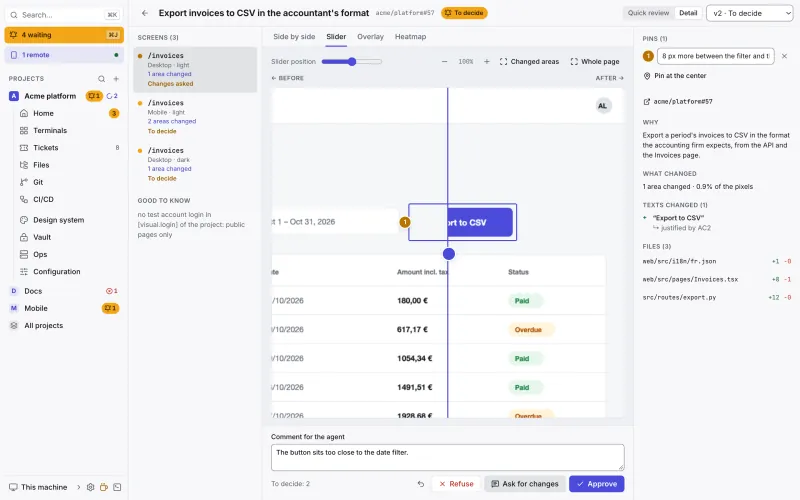 Search...
⌘K
4 waiting
⌘J
1 remote
PROJECTS
A Acme platform 1 2
Home 3
Terminals
Tickets 8
Files
Git
CI/CD
Design system
Vault
Ops
Configuration
D Docs 1
M Mobile 1
All projects
This machine
Export invoices to CSV in the accountant's format
acme/platform#57
To decide
Quick review
Detail
v2 · To decide
SCREENS (3)
/invoices
Desktop · light
1 area changed
Changes asked
/invoices
Mobile · light
2 areas changed
To decide
/invoices
Desktop · dark
1 area changed
To decide
GOOD TO KNOW
no test account login in
[visual.login] of the project: public
pages only
Side by side
Slider
Overlay
Heatmap
Slider position
100%
Changed areas
Whole page
← BEFORE
AFTER →
AL
1 – Oct 31, 2026
1
rt to CSV
Amount incl. tax
Status
/10/2026 180,00 € Paid
/10/2026 617,17 € Overdue
/10/2026 1054,34 € Paid
/10/2026 1491,51 € Paid
/10/2026 1928,68 € Overdue
Comment for the agent
The button sits too close to the date filter.
To decide: 2
Refuse
Ask for changes
Approve
PINS (1)
1 8 px more between the filter and t
Pin at the center
acme/platform#57
WHY
Export a period's invoices to CSV in the format
the accounting firm expects, from the API and
the Invoices page.
WHAT CHANGED
1 area changed · 0.9% of the pixels
TEXTS CHANGED (1)
+ “Export to CSV”
↪ justified by AC2
FILES (3)
web/src/i18n/fr.json +1 -0
web/src/pages/Invoices.tsx +8 -1
src/routes/export.py +12 -0